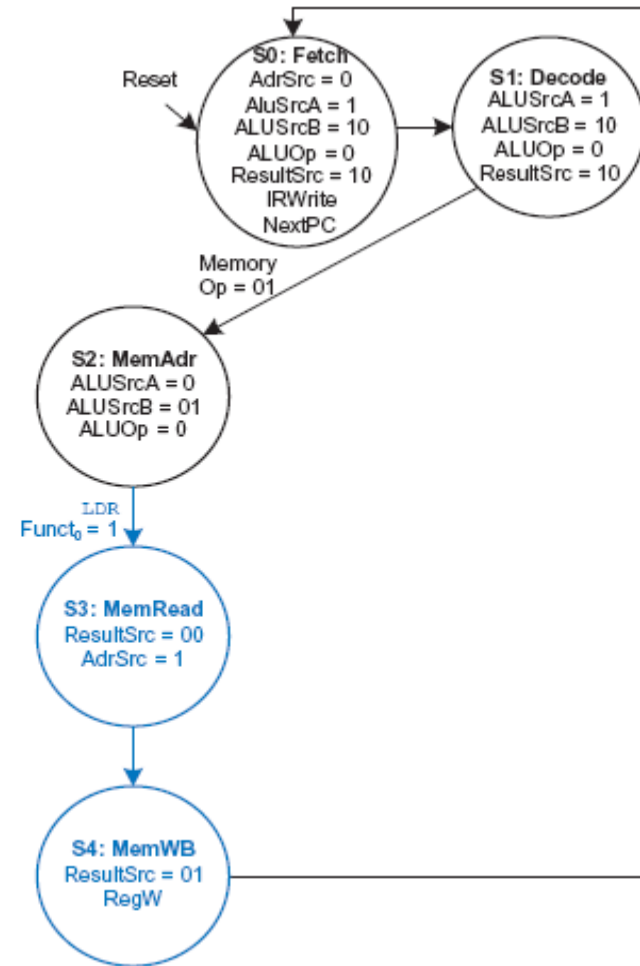 Reset
S0: Fetch
AdrSrc = 0
AluSrcA = 1
ALUSrcB = 10
ALUOp = 0
ResultSrc = 10
IRWrite
NextPC
S1: Decode
ALUSrcA = 1
ALUSrcB = 10
ALUOp = 0
ResultSrc = 10
Memory
Op = 01
S2: MemAdr
ALUSrcA = 0
ALUSrcB = 01
ALUOp = 0
LDR
Funct₀ = 1
S3: MemRead
ResultSrc = 00
AdrSrc = 1
S4: MemWB
ResultSrc = 01
RegW